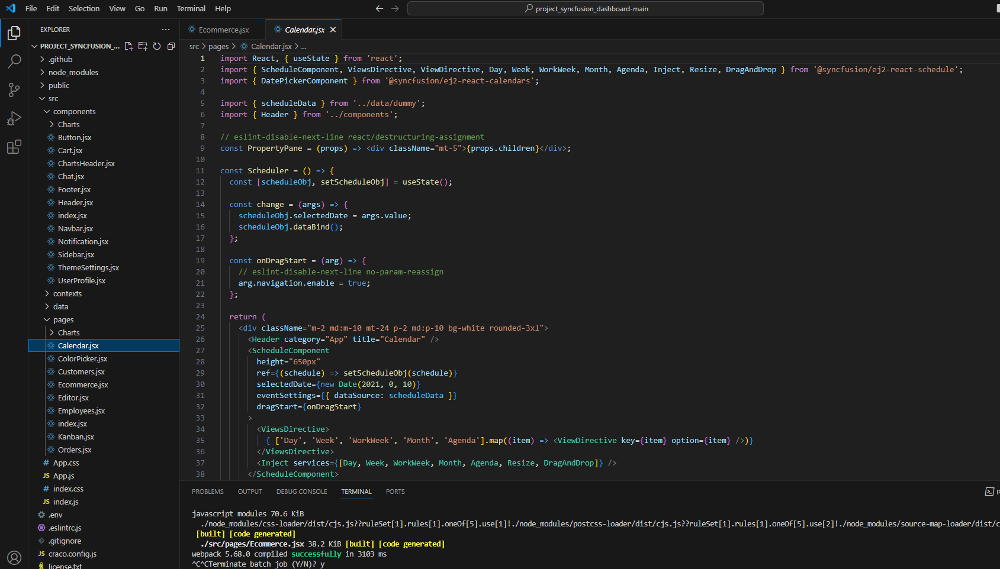 File Edit Selection View Go Run Terminal Help
project_syncfusion_dashboard-main
EXPLORER
PROJECT_SYNCFUSION_...
.github
node_modules
public
src
components
Charts
Button.jsx
Cart.jsx
ChartsHeader.jsx
Chat.jsx
Footer.jsx
Header.jsx
index.jsx
Navbar.jsx
Notification.jsx
Sidebar.jsx
ThemeSettings.jsx
UserProfile.jsx
contexts
data
pages
Charts
Calendar.jsx
ColorPicker.jsx
Customers.jsx
Ecommerce.jsx
Editor.jsx
Employees.jsx
index.jsx
Kanban.jsx
Orders.jsx
# App.css
JS App.js
# index.css
JS index.js
.env
.eslintrc.js
.gitignore
JS craco.config.js
license.txt
Ecommerce.jsx Calendar.jsx
src > pages > Calendar.jsx > ...
1 import React, { useState } from 'react';
2 import { ScheduleComponent, ViewsDirective, ViewDirective, Day, Week, WorkWeek, Month, Agenda, Inject, Resize, DragAndDrop } from '@syncfusion/ej2-react-schedule';
3 import { DatePickerComponent } from '@syncfusion/ej2-react-calendars';
4
5 import { scheduleData } from '../data/dummy';
6 import { Header } from '../components';
7
8 // eslint-disable-next-line react/destructuring-assignment
9 const PropertyPane = (props) => <div className="mt-5">{props.children}</div>;
10
11 const Scheduler = () => {
12 const [scheduleObj, setScheduleObj] = useState();
13
14 const change = (args) => {
15 scheduleObj.selectedDate = args.value;
16 scheduleObj.dataBind();
17 };
18
19 const onDragStart = (arg) => {
20 // eslint-disable-next-line no-param-reassign
21 arg.navigation.enable = true;
22 };
23
24 return (
25 <div className="m-2 md:m-10 mt-24 p-2 md:p-10 bg-white rounded-3xl">
26 <Header category="App" title="Calendar" />
27 <ScheduleComponent
28 height="650px"
29 ref={(schedule) => setScheduleObj(schedule)}
30 selectedDate={new Date(2021, 0, 10)}
31 eventSettings={{ dataSource: scheduleData }}
32 dragStart={onDragStart}
33 >
34 <ViewsDirective>
35 { ['Day', 'Week', 'WorkWeek', 'Month', 'Agenda'].map((item) => <ViewDirective key={item} option={item} />)}
36 </ViewsDirective>
37 <Inject services={[Day, Week, WorkWeek, Month, Agenda, Resize, DragAndDrop]} />
38 </ScheduleComponent>
PROBLEMS OUTPUT DEBUG CONSOLE TERMINAL PORTS
javascript modules 70.6 KiB
./node_modules/css-loader/dist/cjs.js??ruleSet[1].rules[1].oneOf[5].use[1]!./node_modules/postcss-loader/dist/cjs.js??ruleSet[1].rules[1].oneOf[5].use[2]!./node_modules/source-map-loader/dist/c
[built] [code generated]
./src/pages/Ecommerce.jsx 38.2 KiB [built] [code generated]
webpack 5.68.0 compiled successfully in 3103 ms
^C^CTerminate batch job (Y/N)? y